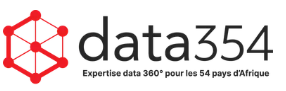 data354
Expertise data 360° pour les 54 pays d'Afrique